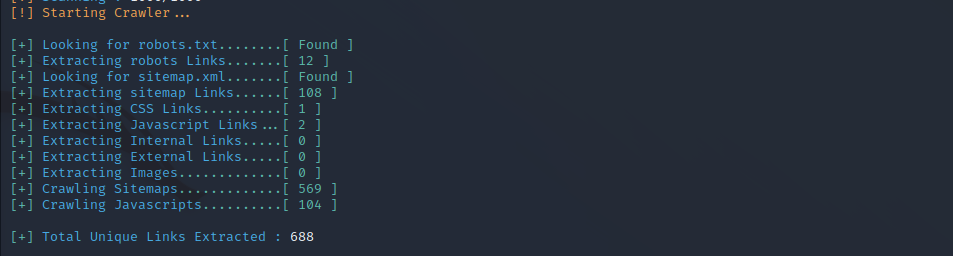 [!] Starting Crawler...
[+] Looking for robots.txt........[ Found ]
[+] Extracting robots Links.......[ 12 ]
[+] Looking for sitemap.xml.......[ Found ]
[+] Extracting sitemap Links......[ 108 ]
[+] Extracting CSS Links..........[ 1 ]
[+] Extracting Javascript Links...[ 2 ]
[+] Extracting Internal Links.....[ 0 ]
[+] Extracting External Links.....[ 0 ]
[+] Extracting Images.............[ 0 ]
[+] Crawling Sitemaps.............[ 569 ]
[+] Crawling Javascripts..........[ 104 ]
[+] Total Unique Links Extracted : 688